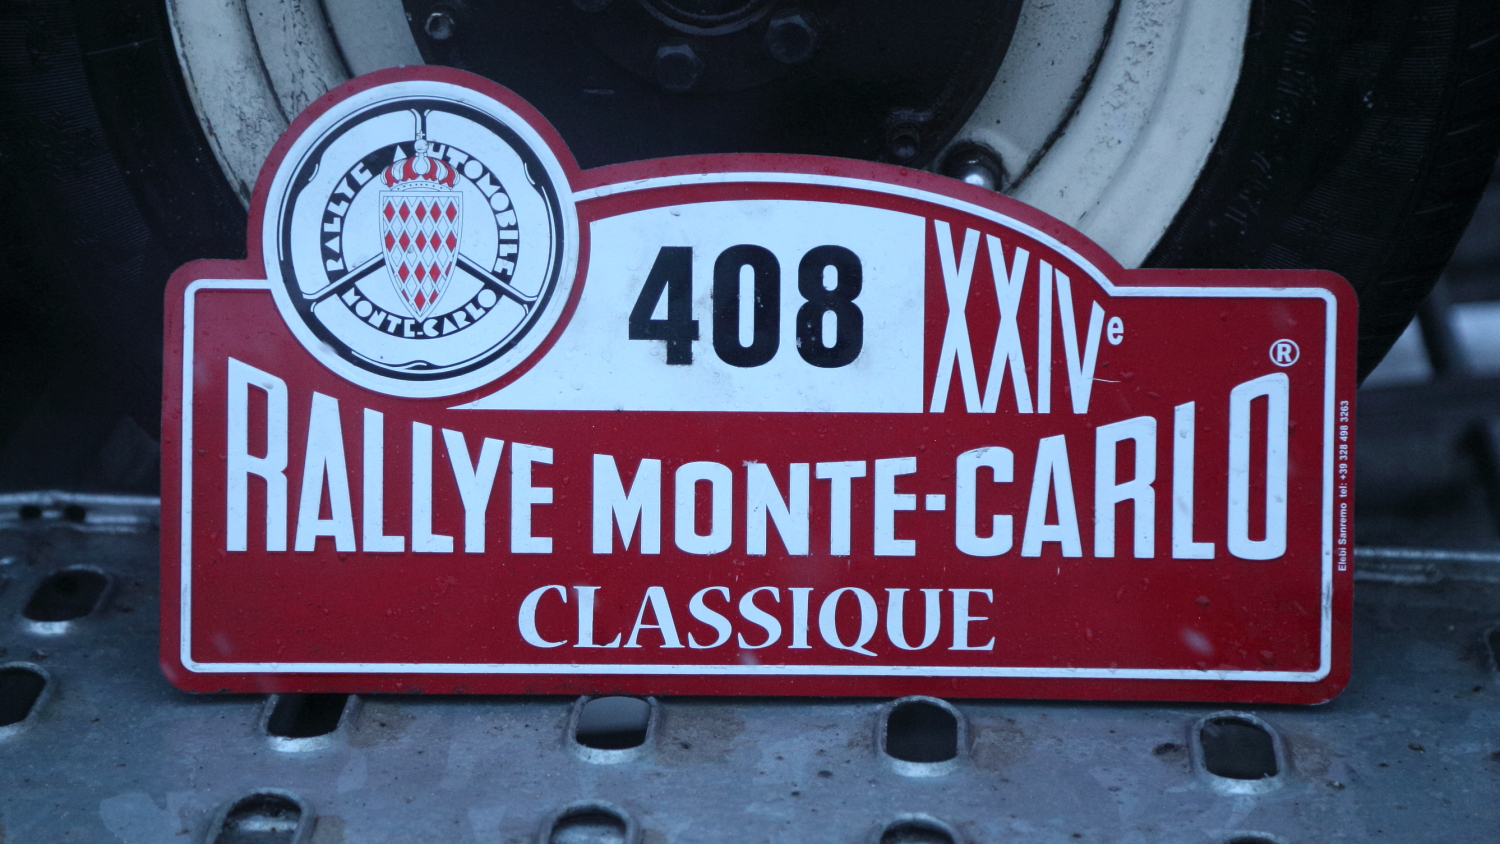 RALLYE AUTOMOBILE
MONTE-CARLO
408
XXIVe
RALLYE MONTE-CARLO®
CLASSIQUE
Elebi Sanremo tel: +39 328 498 3263